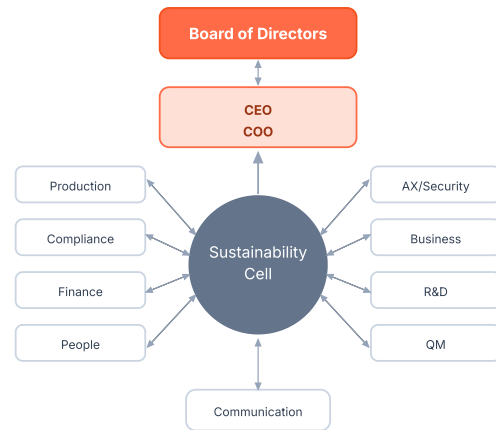 Board of Directors
CEO
COO
Production
AX/Security
Compliance
Business
Sustainability
Cell
Finance
R&D
People
QM
Communication